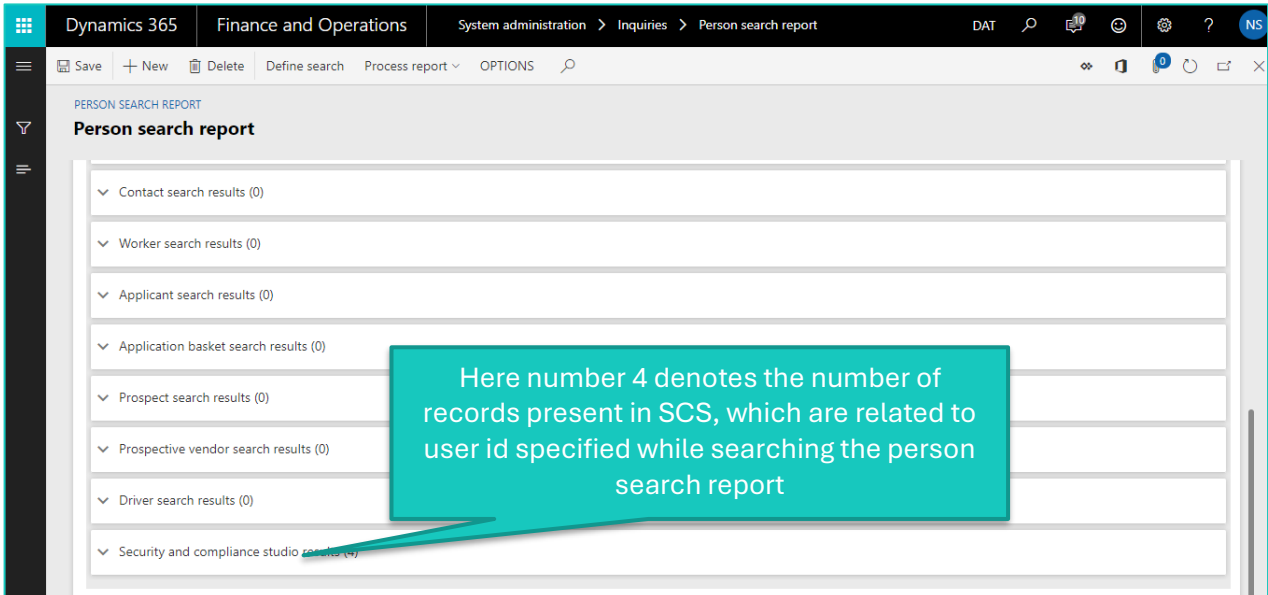 Dynamics 365 Finance and Operations System administration > Inquiries > Person search report DAT 10 ? NS
Save + New Delete Define search Process report OPTIONS 0
PERSON SEARCH REPORT
Person search report
Contact search results (0)
Worker search results (0)
Applicant search results (0)
Application basket search results (0)
Prospect search results (0)
Prospective vendor search results (0)
Driver search results (0)
Security and compliance studio results (4)
Here number 4 denotes the number of
records present in SCS, which are related to
user id specified while searching the person
search report